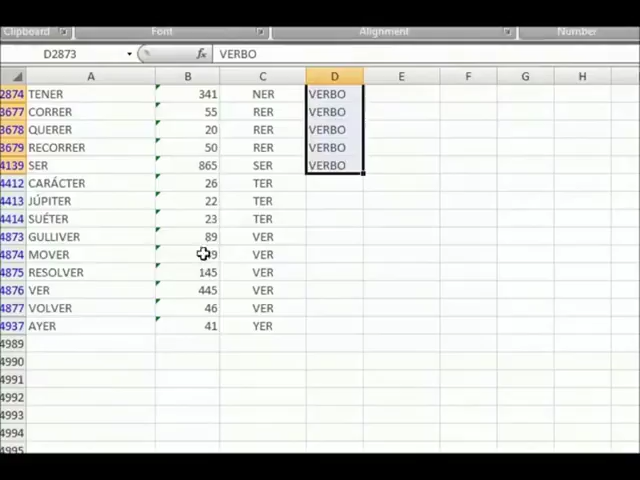 Clipboard Font Alignment Number
D2873 fx VERBO
A B C D E F G H
2874 TENER 341 NER VERBO
3677 CORRER 55 RER VERBO
3678 QUERER 20 RER VERBO
3679 RECORRER 50 RER VERBO
4139 SER 865 SER VERBO
4412 CARÁCTER 26 TER
4413 JÚPITER 22 TER
4414 SUÉTER 23 TER
4873 GULLIVER 89 VER
4874 MOVER VER
4875 RESOLVER 145 VER
4876 VER 445 VER
4877 VOLVER 46 VER
4937 AYER 41 YER
4989
4990
4991
4992
4993
4994
4995